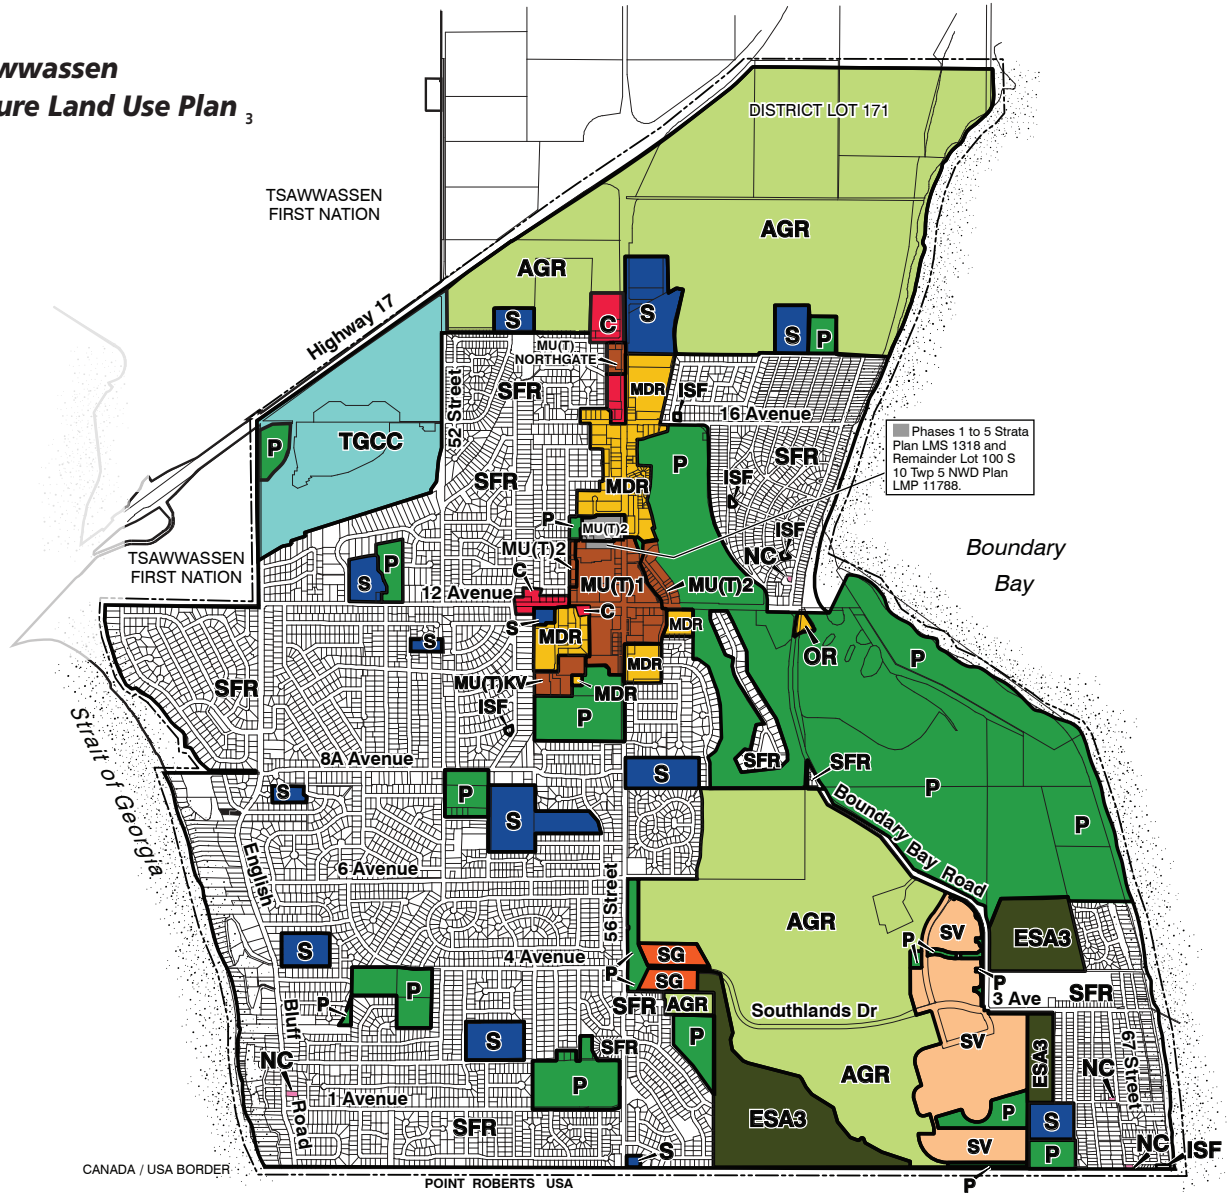 wwassen
ure Land Use Plan 3
DISTRICT LOT 171
TSAWWASSEN
FIRST NATION
AGR
AGR
Highway 17
S
C
S
S
P
MU(T)
NORTHGATE
SFR
MDR
ISF
16 Avenue
52 Street
Phases 1 to 5 Strata
Plan LMS 1318 and
Remainder Lot 100 S
10 Twp 5 NWD Plan
LMP 11788.
P
TGCC
SFR
P
SFR
MDR
ISF
P
MU(T)2
ISF
Boundary
Bay
TSAWWASSEN
FIRST NATION
MU(T)2
NC
S
P
C
MU(T)1
MU(T)2
12 Avenue
C
S
MDR
MDR
S
OR
P
MDR
SFR
MU(T)KV
MDR
ISF
P
Strait of Georgia
8A Avenue
S
SFR
SFR
P
S
P
S
P
Boundary Bay Road
English
Bluff
Road
6 Avenue
56 Street
AGR
SV
ESA3
P
S
4 Avenue
SG
P
SG
P
P
P
SFR
AGR
3 Ave
SFR
Southlands Dr
S
SFR
P
SV
ESA3
67 Street
NC
P
AGR
NC
1 Avenue
P
S
SFR
ESA3
S
SV
P
NC
ISF
CANADA / USA BORDER
POINT ROBERTS USA
P